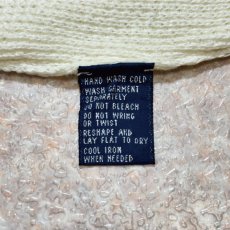 HAND WASH COLD
WASH GARMENT
SEPARATELY
DO NOT BLEACH
DO NOT WRING
OR TWIST
RESHAPE AND
LAY FLAT TO DRY
COOL IRON
WHEN NEEDED